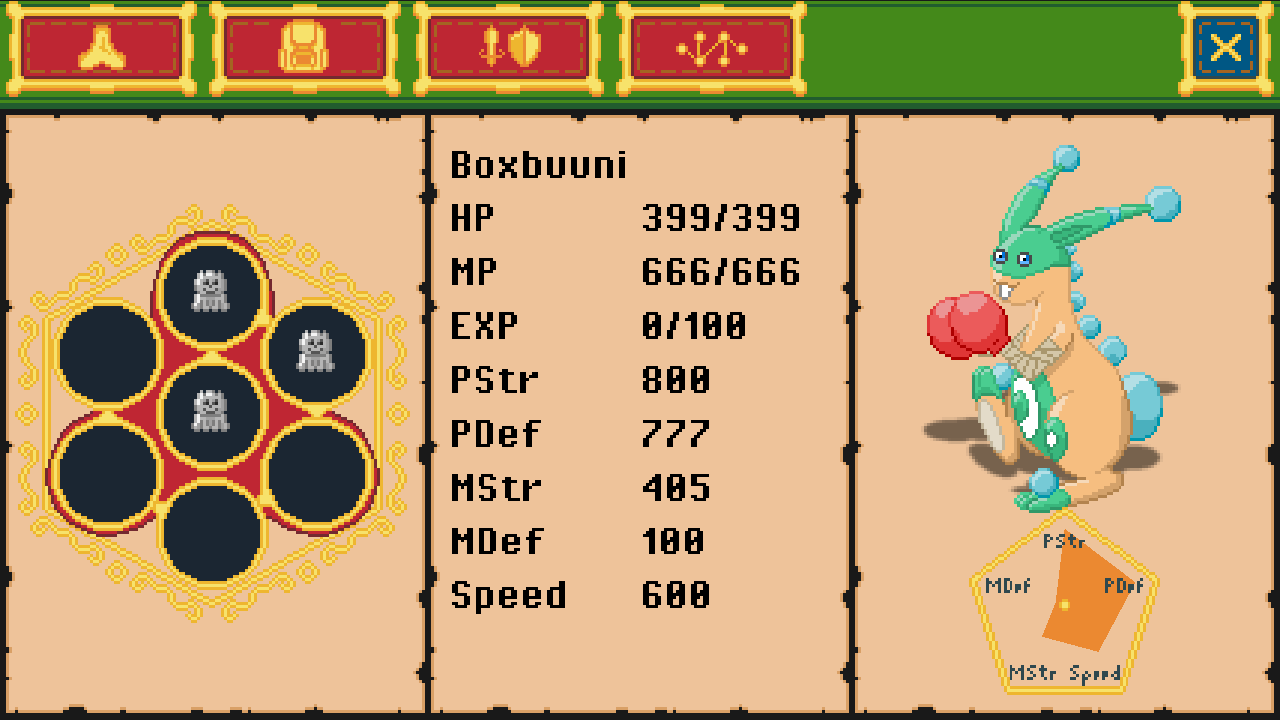 Boxbuuni
HP 399/399
MP 666/666
EXP 0/100
PStr 800
PDef 777
MStr 405
MDef 100
Speed 600
PStr
MDef PDef
MStr Speed